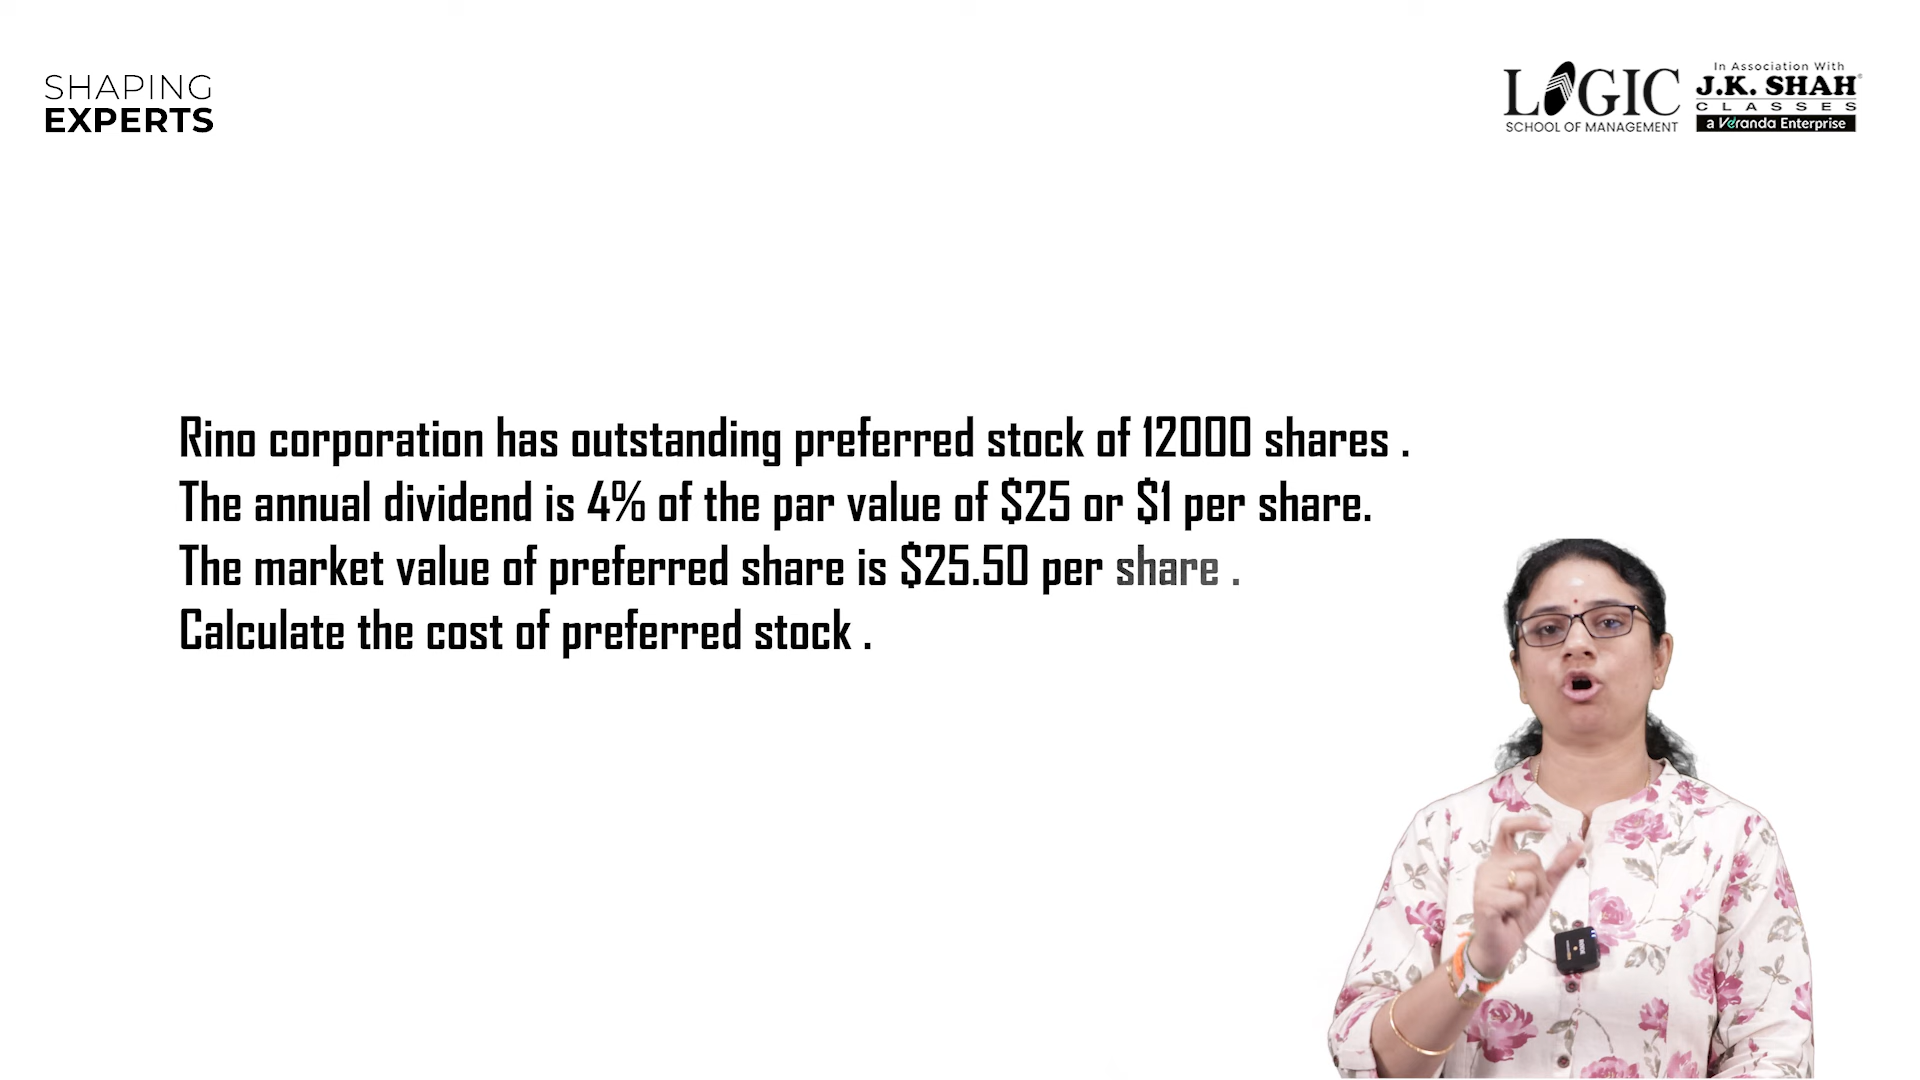 SHAPING
EXPERTS
LOGIC
SCHOOL OF MANAGEMENT
In Association With
J.K. SHAH
CLASSES
a Veranda Enterprise
Rino corporation has outstanding preferred stock of 12000 shares .
The annual dividend is 4% of the par value of $25 or $1 per share.
The market value of preferred share is $25.50 per share .
Calculate the cost of preferred stock .